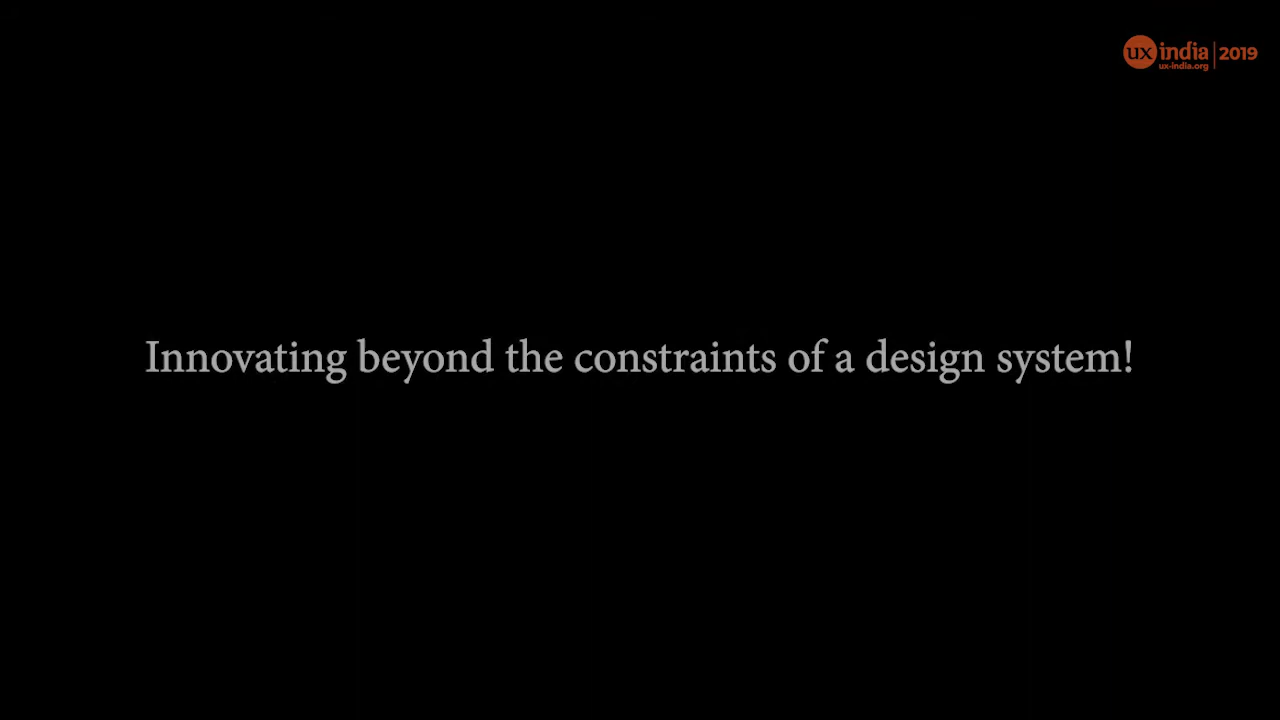 ux india | 2019
ux-india.org
Innovating beyond the constraints of a design system!